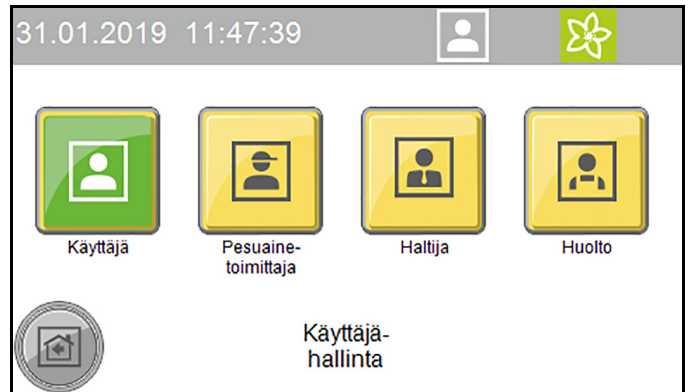 31.01.2019 11:47:39
Käyttäjä
Pesuaine-
toimittaja
Haltija
Huolto
Käyttäjä-
hallinta